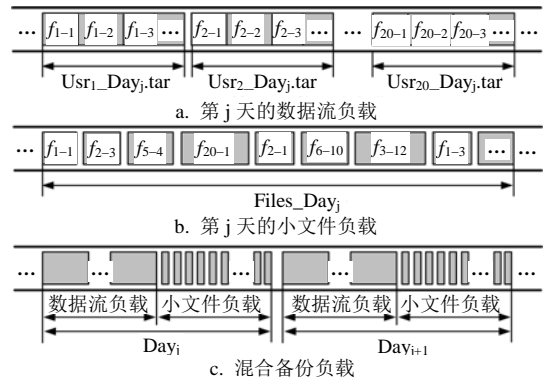 ... f1-1 f1-2 f1-3 ... f2-1 f2-2 f2-3 ... ... f20-1 f20-2 f20-3 ... ...
Usr1_Dayj.tar Usr2_Dayj.tar Usr20_Dayj.tar
a. 第 j 天的数据流负载
... f1-1 f2-3 f5-4 f20-1 f2-1 f6-10 f3-12 f1-3 ... ...
Files_Dayj
b. 第 j 天的小文件负载
... ... ... ... ... ...
数据流负载 小文件负载 数据流负载 小文件负载
Dayj Dayj+1
c. 混合备份负载